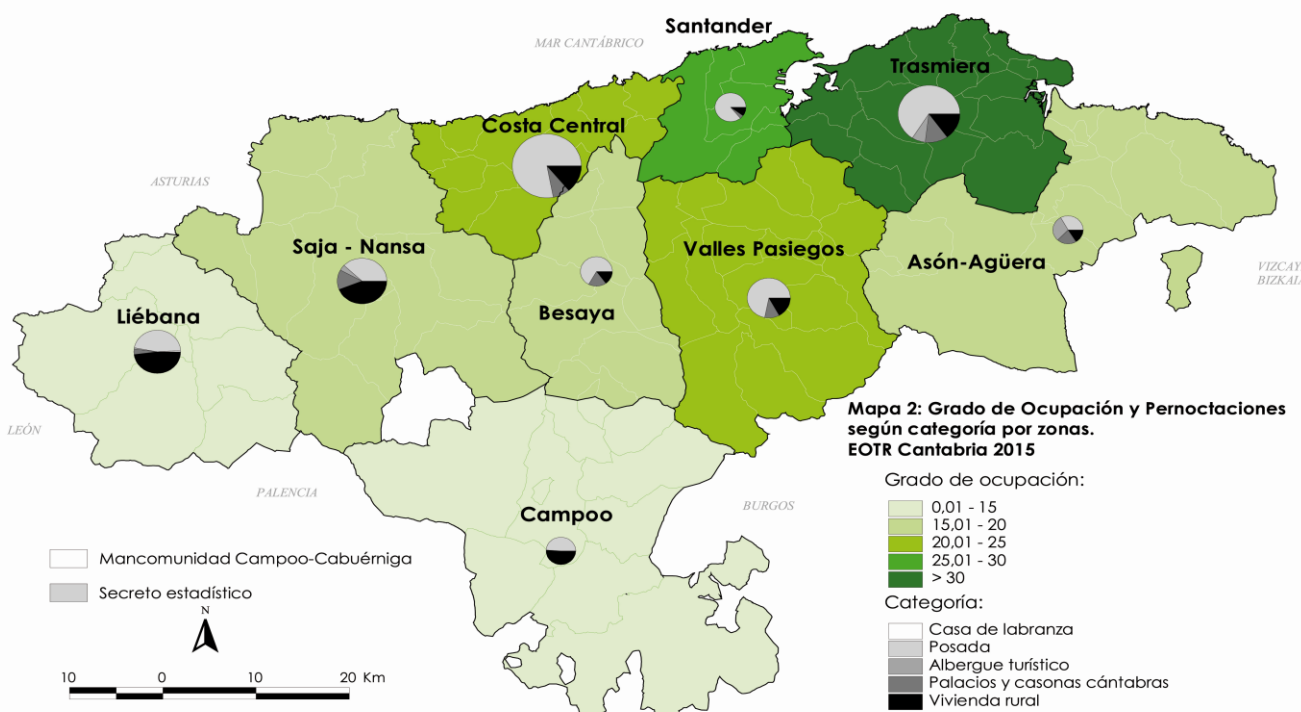 Santander
MAR CANTÁBRICO
Trasmiera
Costa Central
ASTURIAS
Saja - Nansa
Valles Pasiegos
Asón-Agüera
VIZCAY
BIZKAI
Liébana
Besaya
LEÓN
PALENCIA
BURGOS
Campoo
Mapa 2: Grado de Ocupación y Pernoctaciones
según categoría por zonas.
EOTR Cantabria 2015
Grado de ocupación:
0,01 - 15
15,01 - 20
20,01 - 25
25,01 - 30
> 30
Categoría:
Casa de labranza
Posada
Albergue turístico
Palacios y casonas cántabras
Vivienda rural
Mancomunidad Campoo-Cabuérniga
Secreto estadístico
N
10 0 10 20 Km